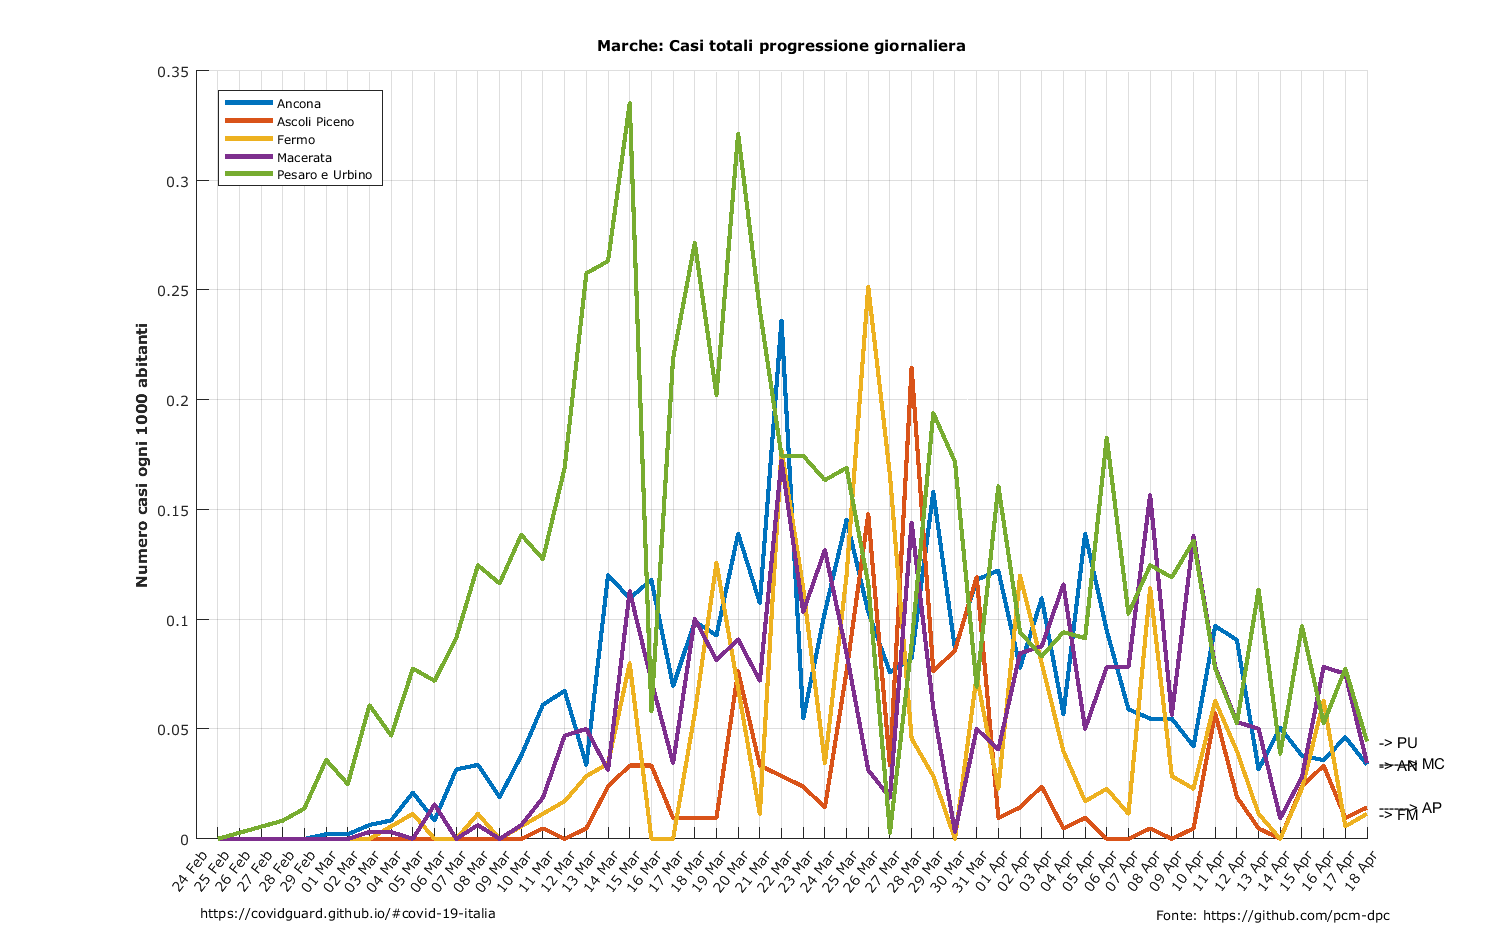 Marche: Casi totali progressione giornaliera
Numero casi ogni 1000 abitanti
0.35
0.3
0.25
0.2
0.15
0.1
0.05
0
Ancona
Ascoli Piceno
Fermo
Macerata
Pesaro e Urbino
-> PU
-----> MC
-> AN
-----> AP
-> FM
24 Feb
25 Feb
26 Feb
27 Feb
28 Feb
29 Feb
01 Mar
02 Mar
03 Mar
04 Mar
05 Mar
06 Mar
07 Mar
08 Mar
09 Mar
10 Mar
11 Mar
12 Mar
13 Mar
14 Mar
15 Mar
16 Mar
17 Mar
18 Mar
19 Mar
20 Mar
21 Mar
22 Mar
23 Mar
24 Mar
25 Mar
26 Mar
27 Mar
28 Mar
29 Mar
30 Mar
31 Mar
01 Apr
02 Apr
03 Apr
04 Apr
05 Apr
06 Apr
07 Apr
08 Apr
09 Apr
10 Apr
11 Apr
12 Apr
13 Apr
14 Apr
15 Apr
16 Apr
17 Apr
18 Apr
https://covidguard.github.io/#covid-19-italia
Fonte: https://github.com/pcm-dpc